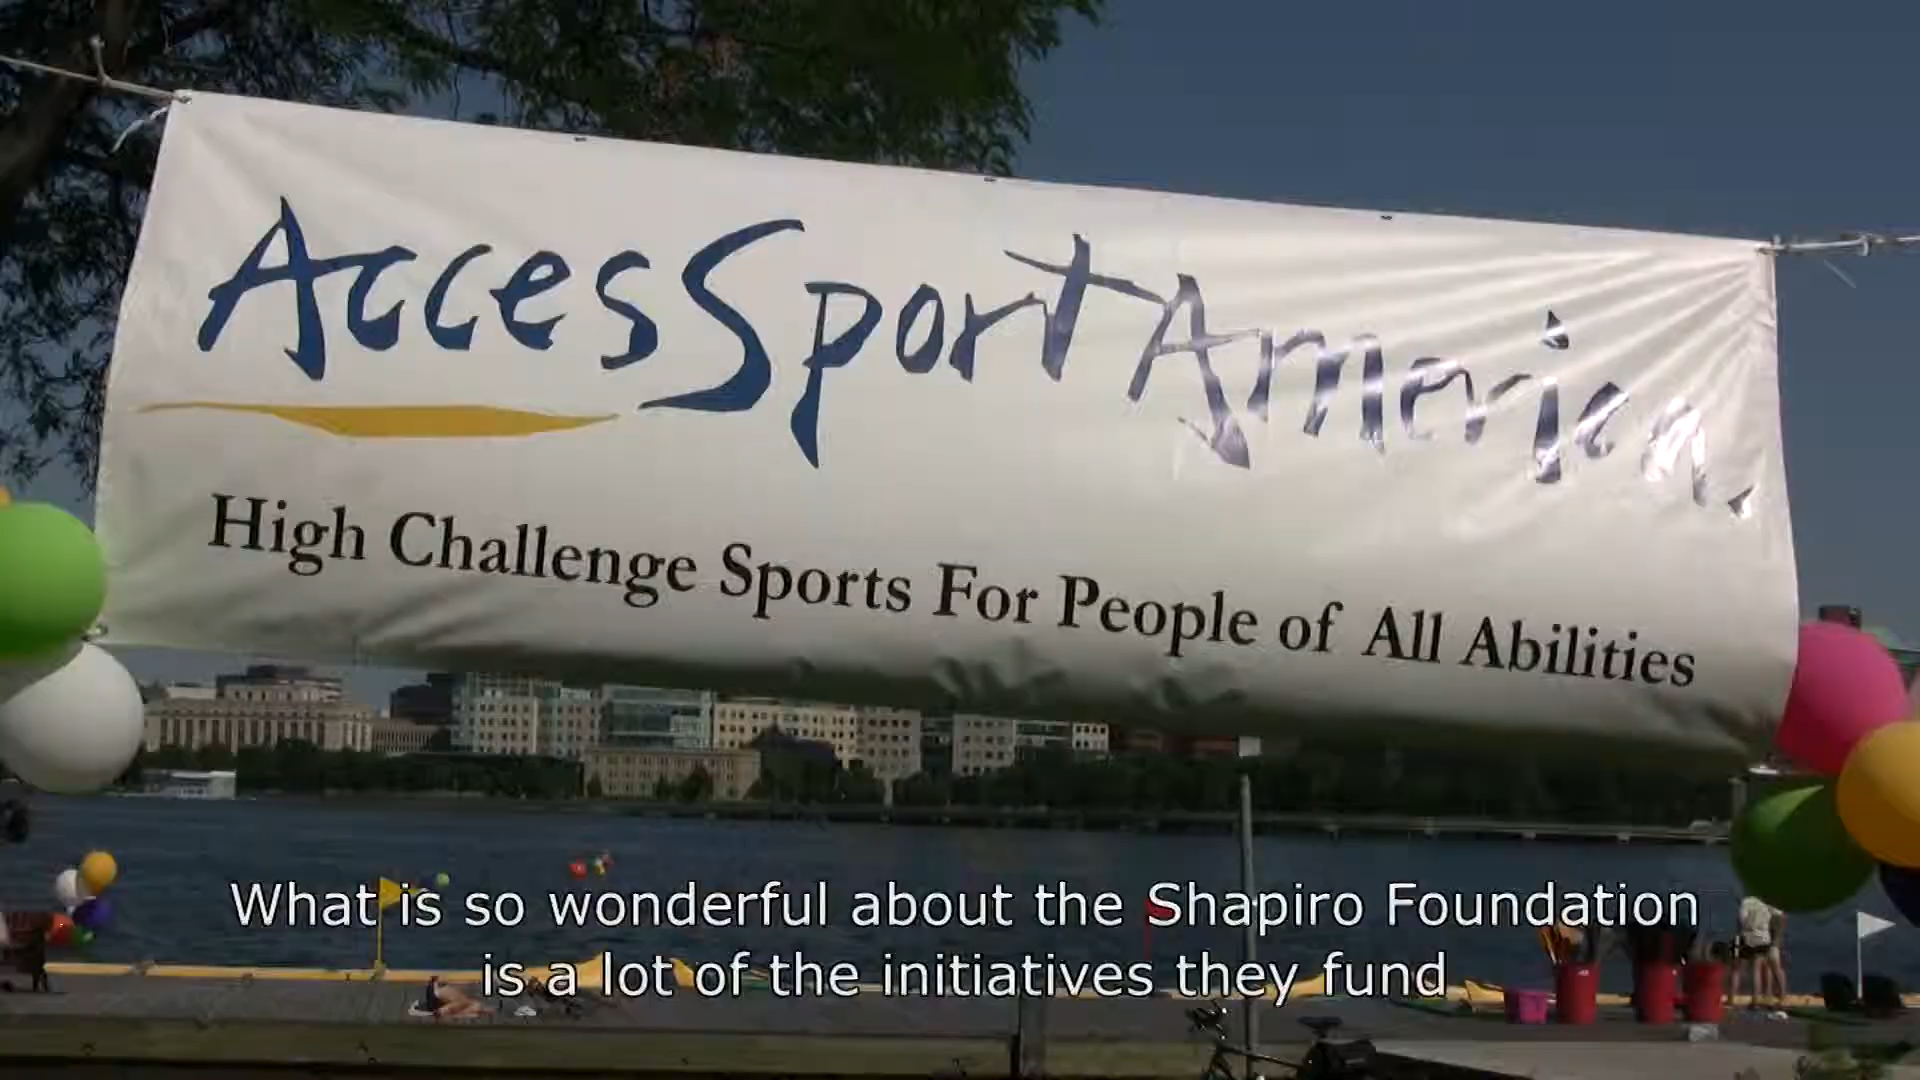 AccesSportAmerica
High Challenge Sports For People of All Abilities
What is so wonderful about the Shapiro Foundation
is a lot of the initiatives they fund